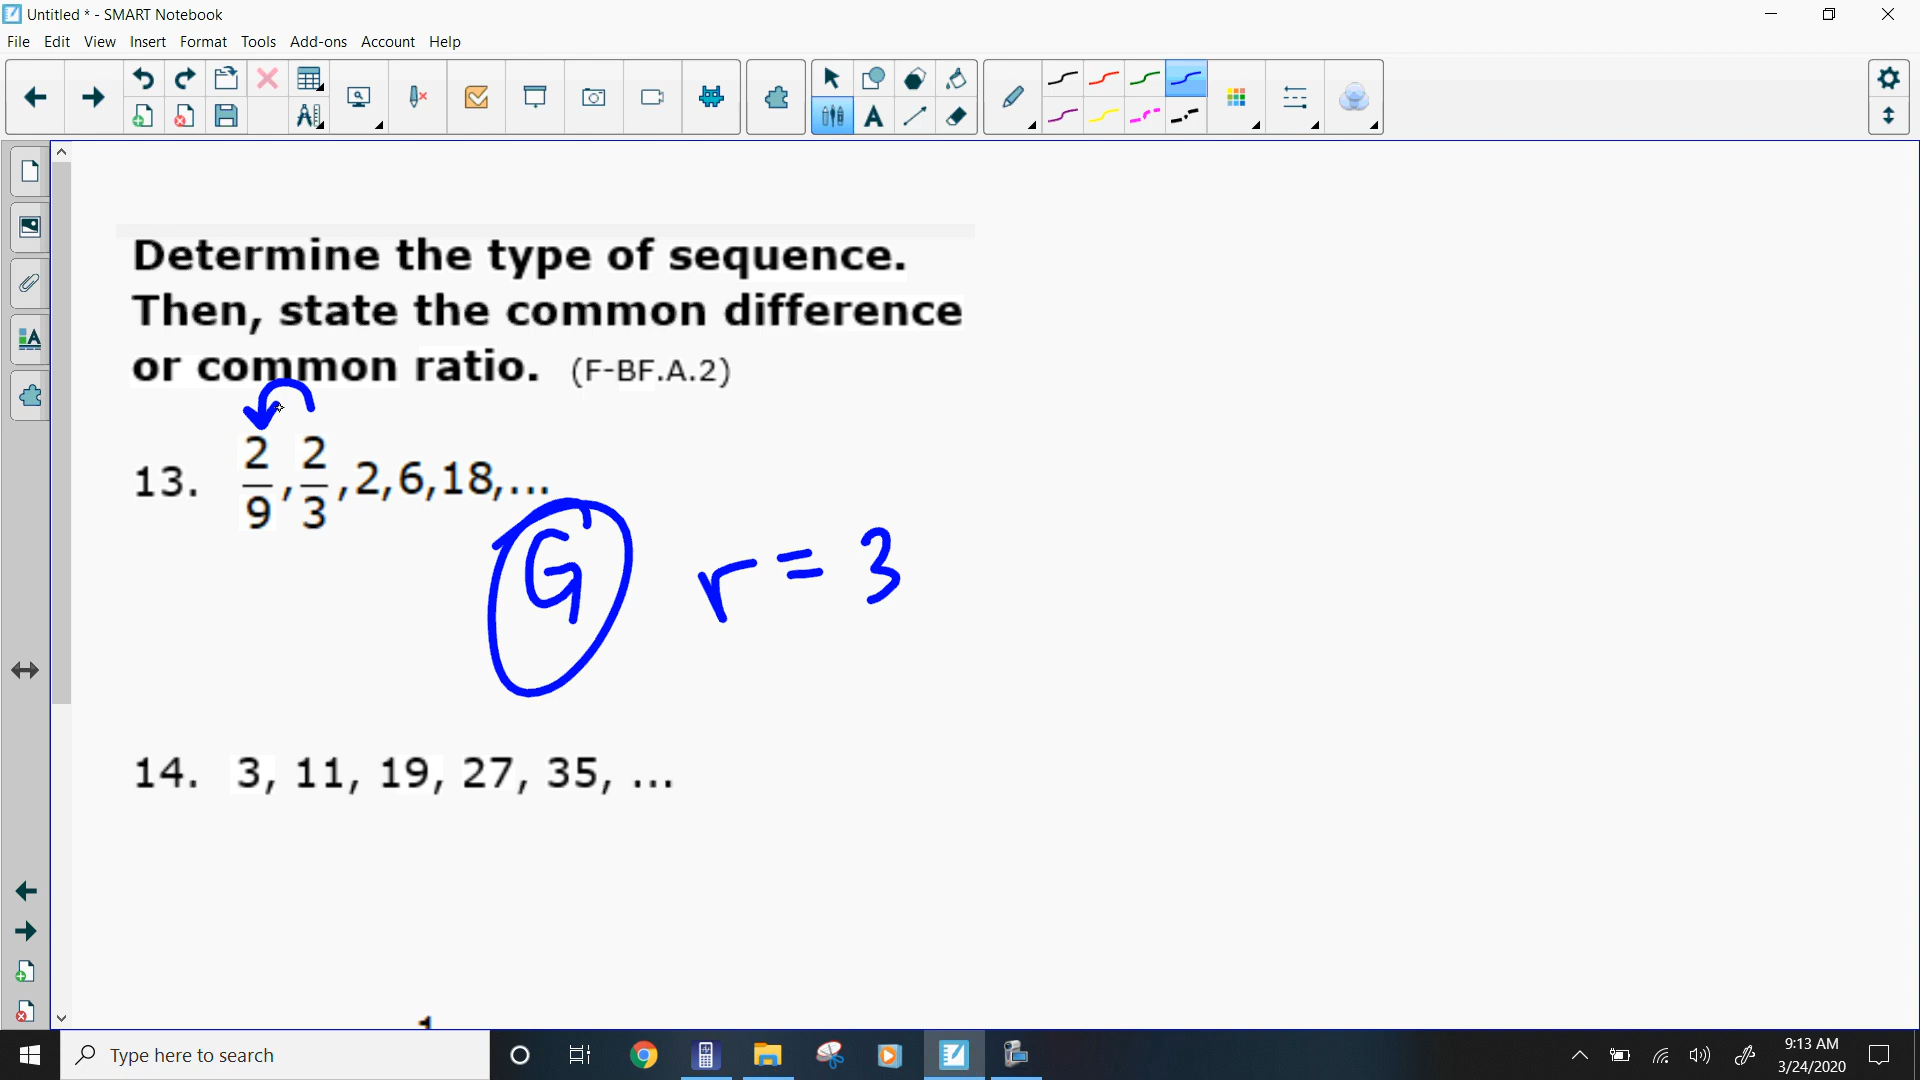 Untitled * - SMART Notebook
File Edit View Insert Format Tools Add-ons Account Help
Determine the type of sequence.
Then, state the common difference
or common ratio. (F-BF.A.2)
13. 2/9, 2/3, 2, 6, 18, ...
G r = 3
14. 3, 11, 19, 27, 35, ...
1
Type here to search
9:13 AM
3/24/2020